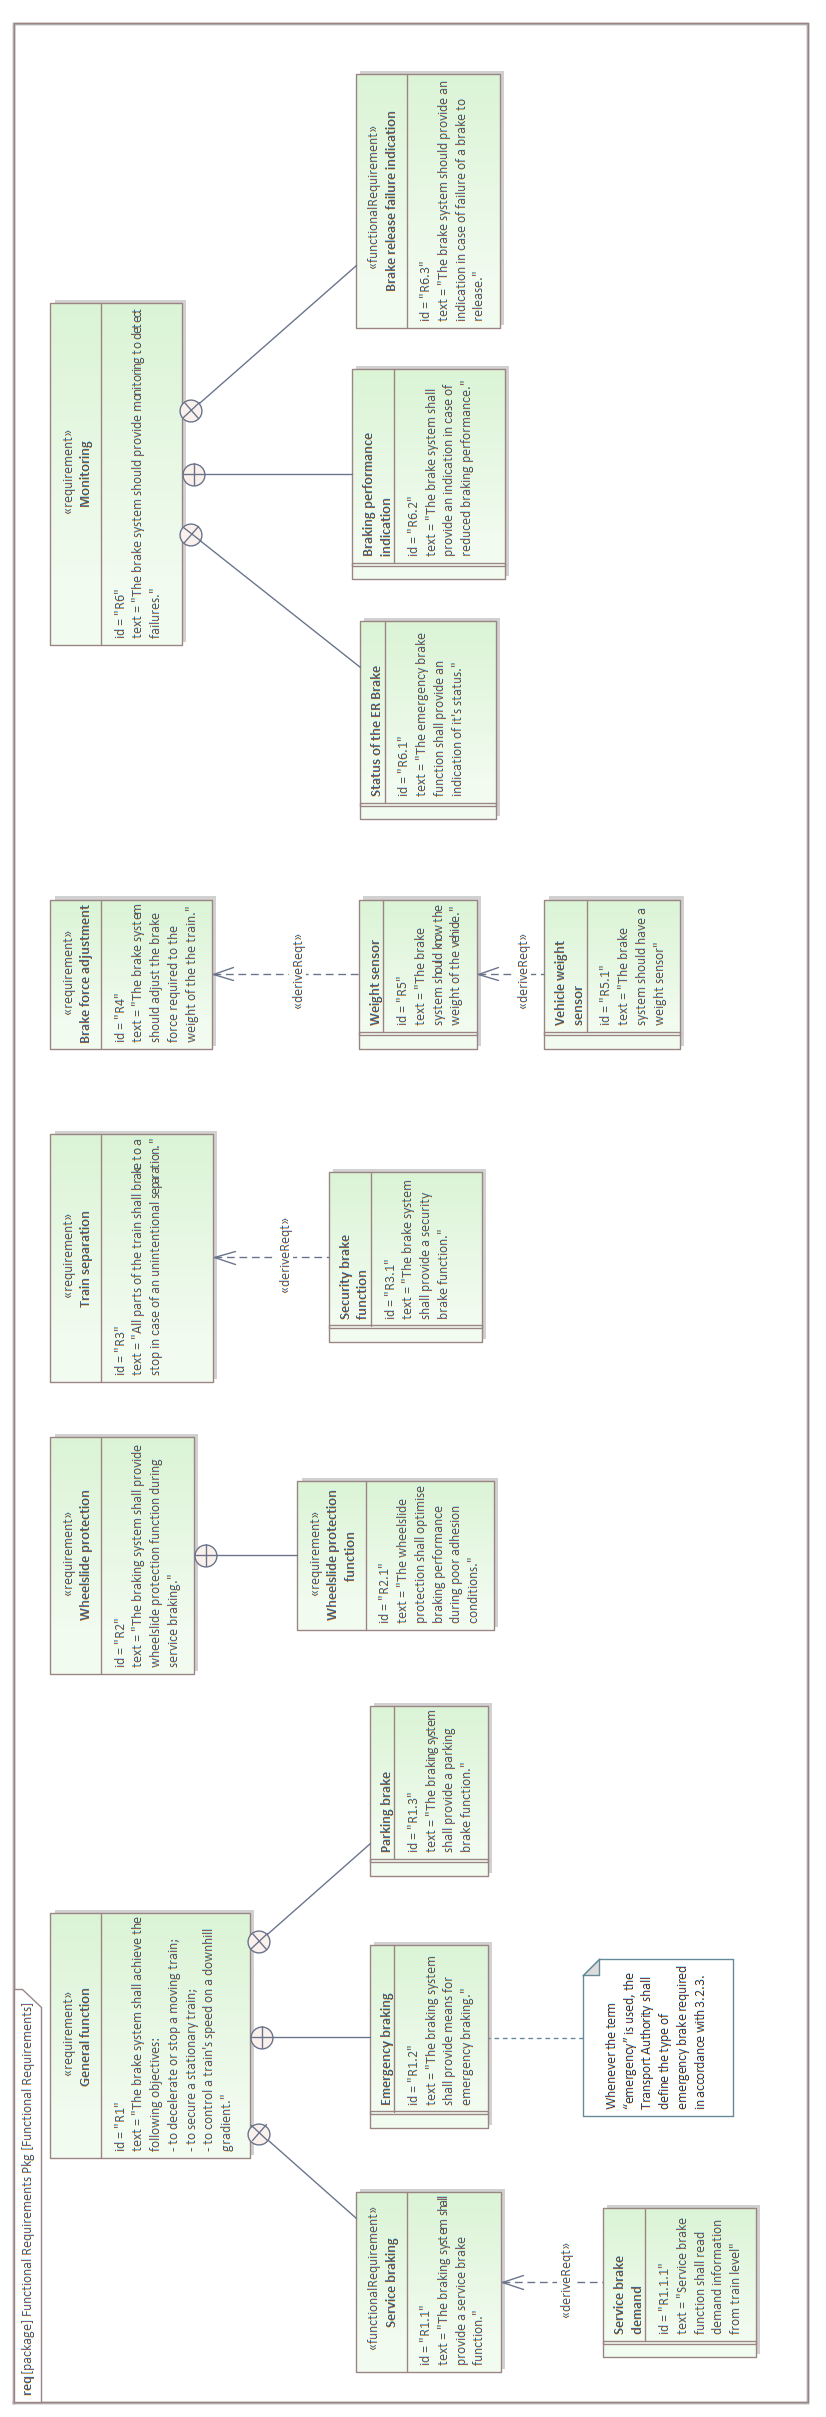 req [package] Functional Requirements Pkg [Functional Requirements]
«requirement»
General function
id = "R1"
text = "The brake system shall achieve the
following objectives:
- to decelerate or stop a moving train;
- to secure a stationary train;
- to control a train's speed on a downhill
gradient."
«functionalRequirement»
Service braking
id = "R1.1"
text = "The braking system shall
provide a service brake
function."
«deriveReqt»
Service brake
demand
id = "R1.1.1"
text = "Service brake
function shall read
demand information
from train level"
Emergency braking
id = "R1.2"
text = "The braking system
shall provide means for
emergency braking."
Whenever the term
“emergency” is used, the
Transport Authority shall
define the type of
emergency brake required
in accordance with 3.2.3.
Parking brake
id = "R1.3"
text = "The braking system
shall provide a parking
brake function."
«requirement»
Wheelslide protection
id = "R2"
text = "The braking system shall provide
wheelslide protection function during
service braking."
«requirement»
Wheelslide protection
function
id = "R2.1"
text = "The wheelslide
protection shall optimise
braking performance
during poor adhesion
conditions."
«requirement»
Train separation
id = "R3"
text = "All parts of the train shall brake to a
stop in case of an unintentional separation."
«deriveReqt»
Security brake
function
id = "R3.1"
text = "The brake system
shall provide a security
brake function."
«requirement»
Brake force adjustment
id = "R4"
text = "The brake system
should adjust the brake
force required to the
weight of the the train."
«deriveReqt»
Weight sensor
id = "R5"
text = "The brake
system should know the
weight of the vehicle."
«deriveReqt»
Vehicle weight
sensor
id = "R5.1"
text = "The brake
system should have a
weight sensor"
«requirement»
Monitoring
id = "R6"
text = "The brake system should provide monitoring to detect
failures."
Status of the ER Brake
id = "R6.1"
text = "The emergency brake
function shall provide an
indication of it's status."
Braking performance
indication
id = "R6.2"
text = "The brake system shall
provide an indication in case of
reduced braking performance."
«functionalRequirement»
Brake release failure indication
id = "R6.3"
text = "The brake system should provide an
indication in case of failure of a brake to
release."